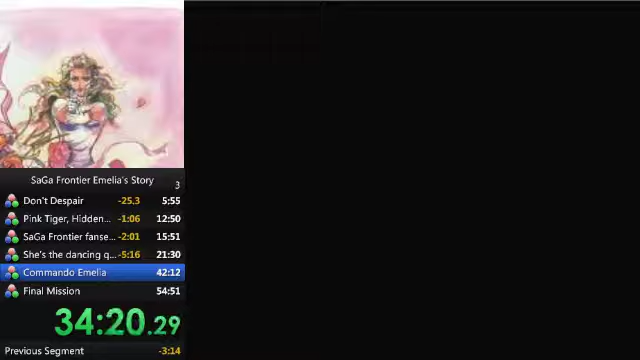 SaGa Frontier Emelia's Story
3
Don't Despair -25.3 5:55
Pink Tiger, Hidden... -1:06 12:50
SaGa Frontier fanse... -2:01 15:51
She's the dancing q... -5:16 21:30
Commando Emelia 42:12
Final Mission 54:51
34:20.29
Previous Segment -3:14